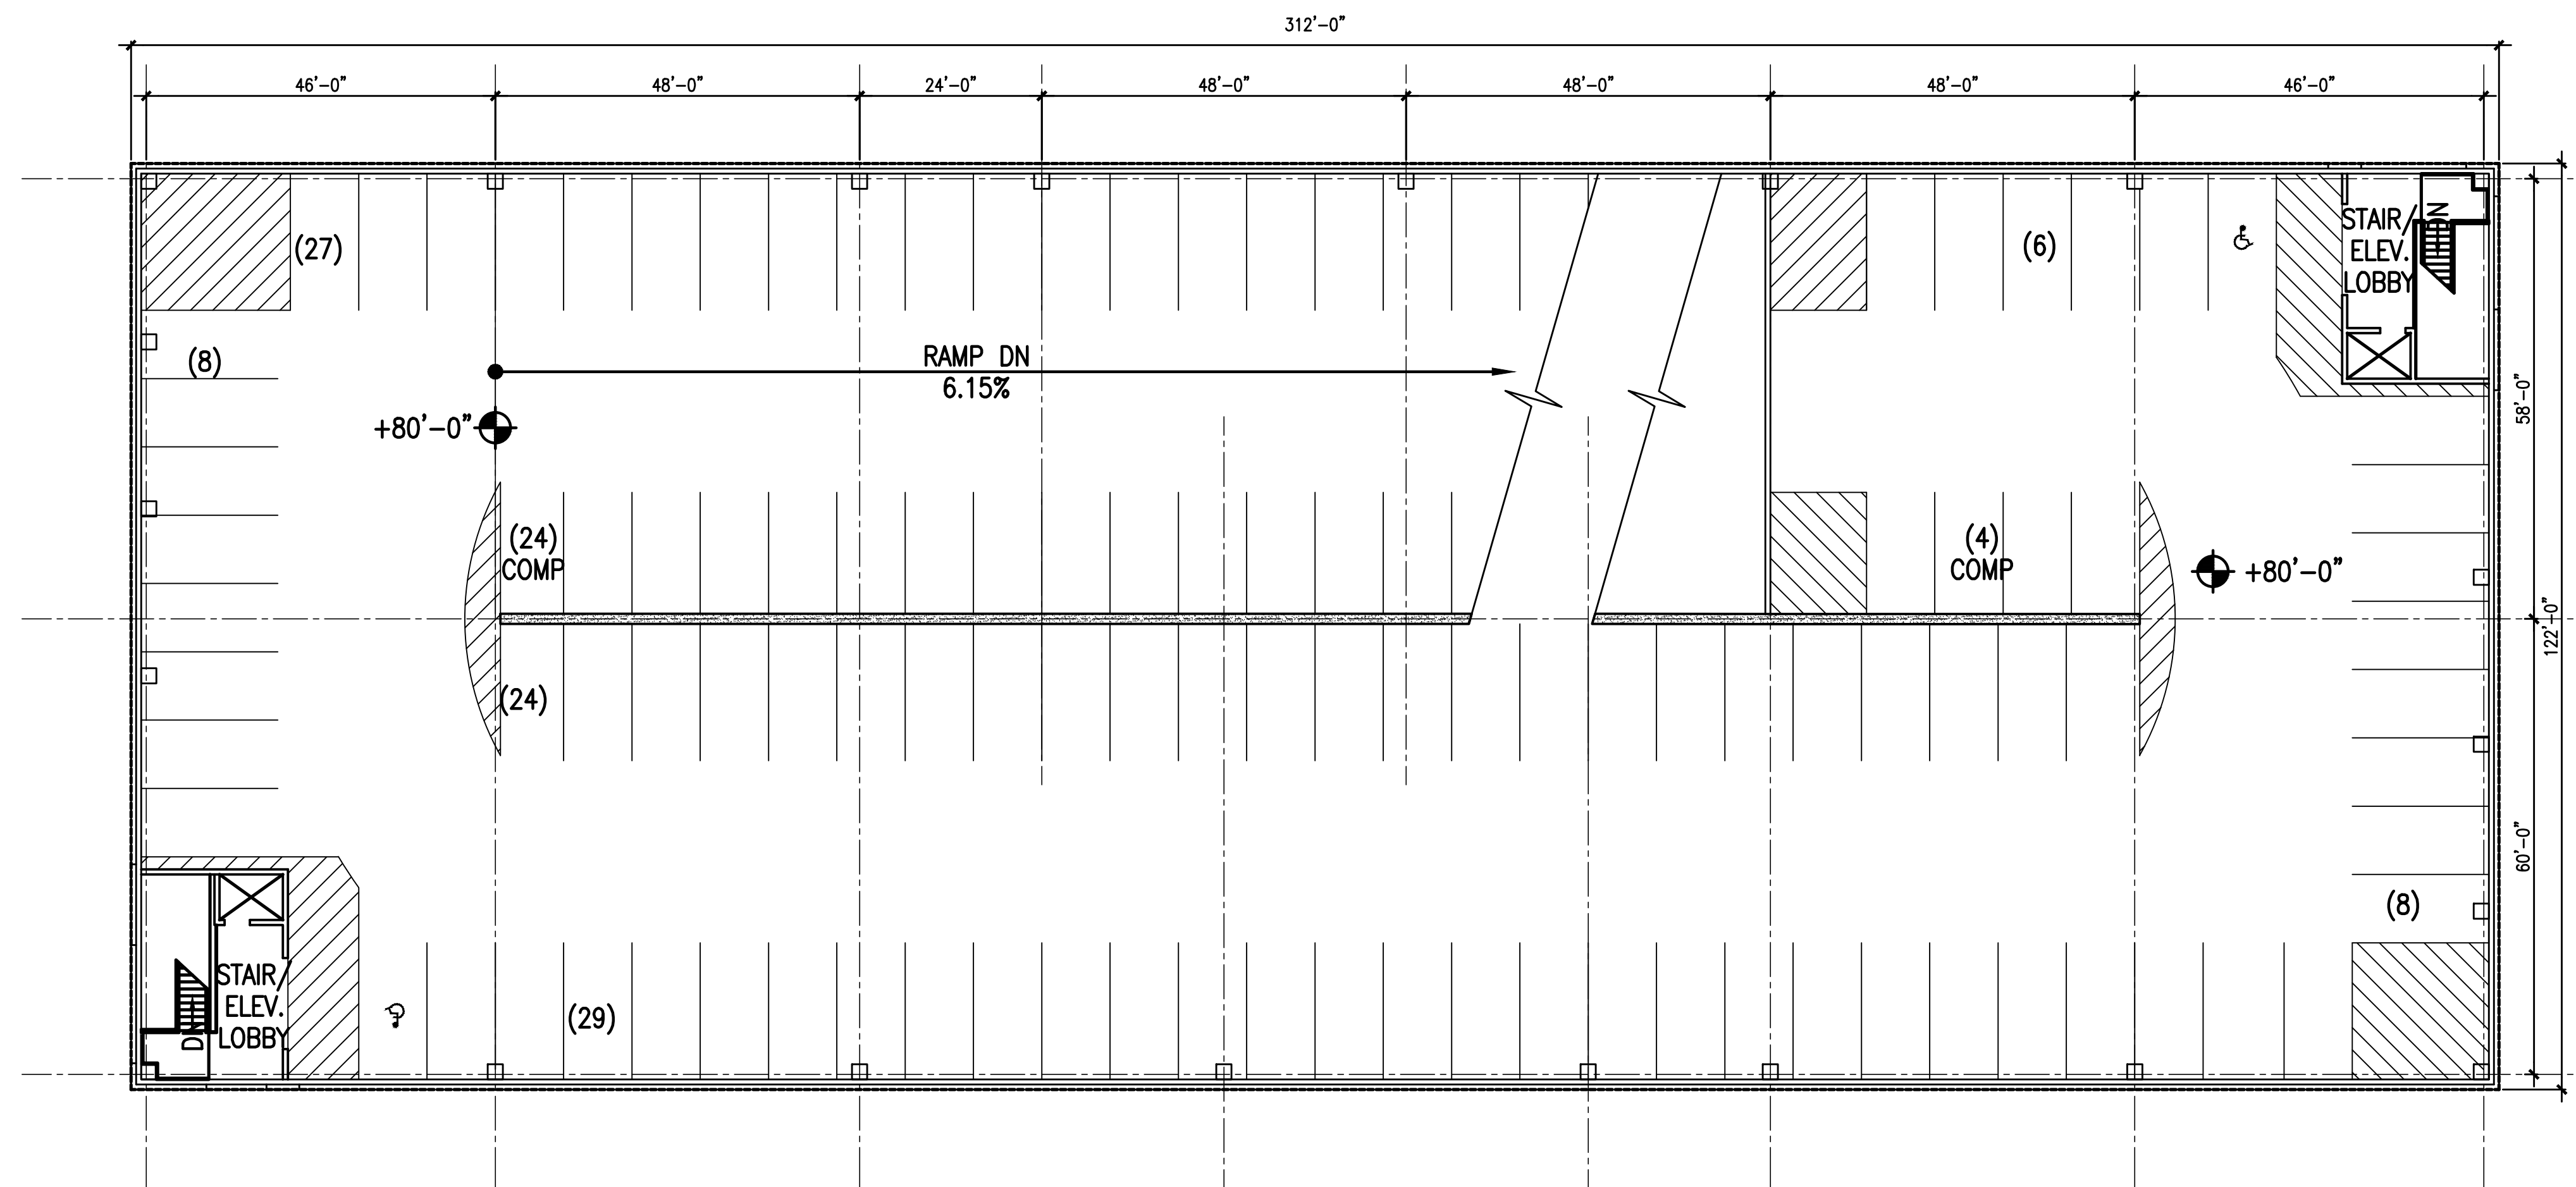 312'-0"
46'-0"
48'-0"
24'-0"
48'-0"
48'-0"
48'-0"
46'-0"
(27)
(6)
STAIR/
ELEV.
LOBBY
DN
(8)
RAMP DN
6.15%
+80'-0"
58'-0"
(24)
COMP
(4)
COMP
+80'-0"
122'-0"
(24)
60'-0"
(8)
STAIR/
ELEV.
LOBBY
DN
(29)